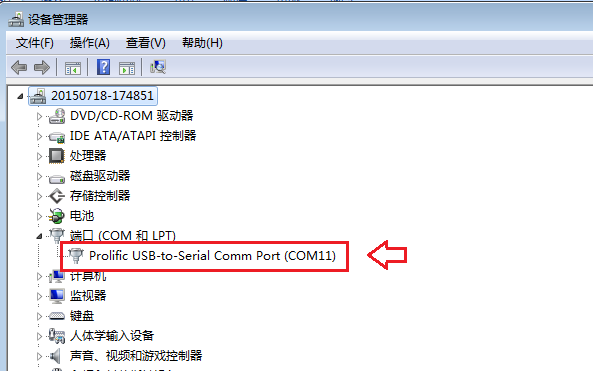 设备管理器
文件(F) 操作(A) 查看(V) 帮助(H)
20150718-174851
DVD/CD-ROM 驱动器
IDE ATA/ATAPI 控制器
处理器
磁盘驱动器
存储控制器
电池
端口 (COM 和 LPT)
Prolific USB-to-Serial Comm Port (COM11)
计算机
监视器
键盘
人体学输入设备
声音、视频和游戏控制器